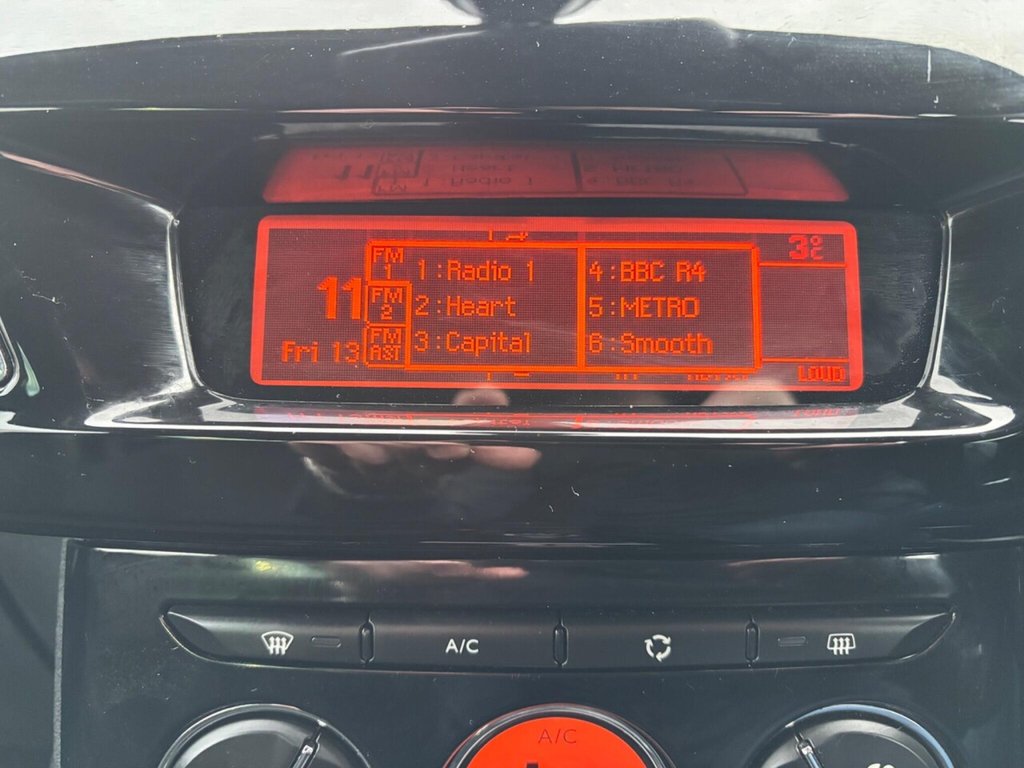 3°C
FM 1
1:Radio 1
4:BBC R4
11
FM 2
2:Heart
5:METRO
Fri 13
FM AST
3:Capital
6:Smooth
LOUD
A/C
A/C